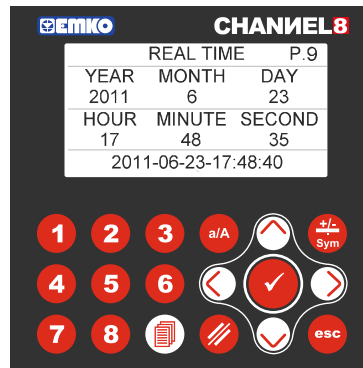 EMKO CHANNEL8
REAL TIME P.9
YEAR MONTH DAY
2011 6 23
HOUR MINUTE SECOND
17 48 35
2011-06-23-17:48:40
1 2 3 a/A +/- Sym
4 5 6
7 8 esc